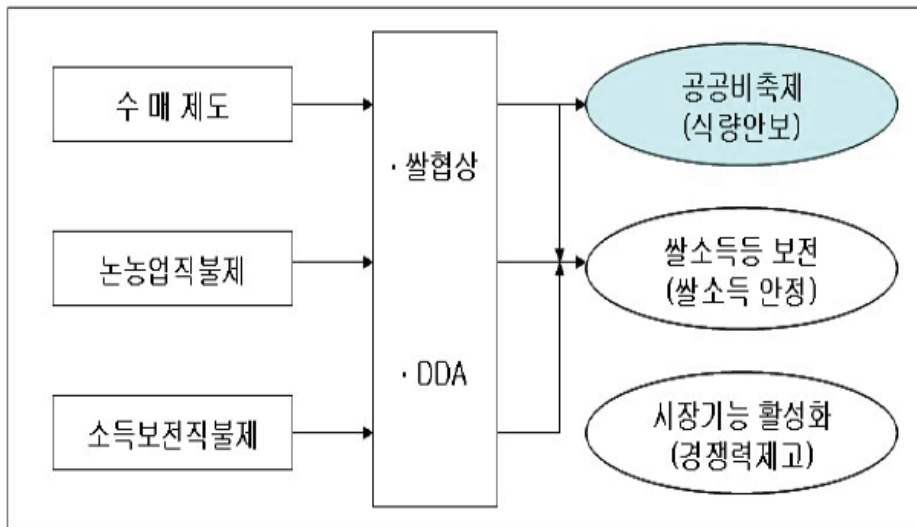 수 매 제도
논농업직불제
소득보전직불제
· 쌀협상
· DDA
공공비축제
(식량안보)
쌀소득등 보전
(쌀소득 안정)
시장기능 활성화
(경쟁력제고)